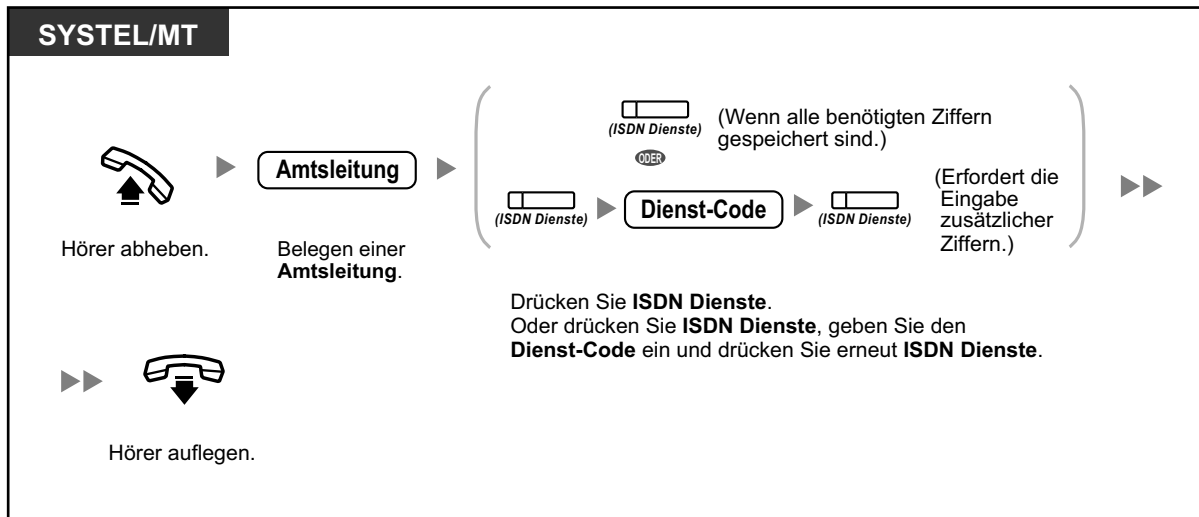 SYSTEL/MT
(ISDN Dienste)
(Wenn alle benötigten Ziffern
gespeichert sind.)
ODER
Amtsleitung
(ISDN Dienste)
Dienst-Code
(ISDN Dienste)
(Erfordert die
Eingabe
zusätzlicher
Ziffern.)
Hörer abheben.
Belegen einer
Amtsleitung.
Drücken Sie ISDN Dienste.
Oder drücken Sie ISDN Dienste, geben Sie den
Dienst-Code ein und drücken Sie erneut ISDN Dienste.
Hörer auflegen.